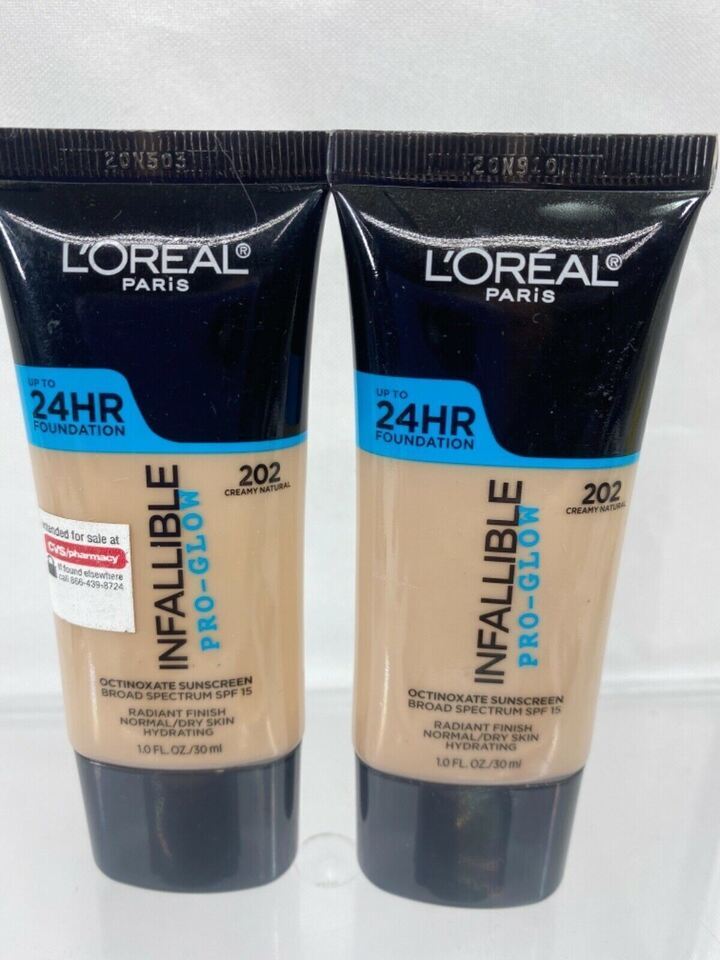 20N503
L'ORÉAL®
PARiS
UP TO
24HR
FOUNDATION
202
CREAMY NATURAL
INFALLIBLE
PRO-GLOW
for sale at
CVS/pharmacy
If found elsewhere
call 866-439-8724
OCTINOXATE SUNSCREEN
BROAD SPECTRUM SPF 15
RADIANT FINISH
NORMAL/DRY SKIN
HYDRATING
1.0 FL. OZ./30 ml
L'ORÉAL®
PARiS
UP TO
24HR
FOUNDATION
202
CREAMY NATURAL
INFALLIBLE
PRO-GLOW
OCTINOXATE SUNSCREEN
BROAD SPECTRUM SPF 15
RADIANT FINISH
NORMAL/DRY SKIN
HYDRATING
1.0 FL. OZ./30 ml